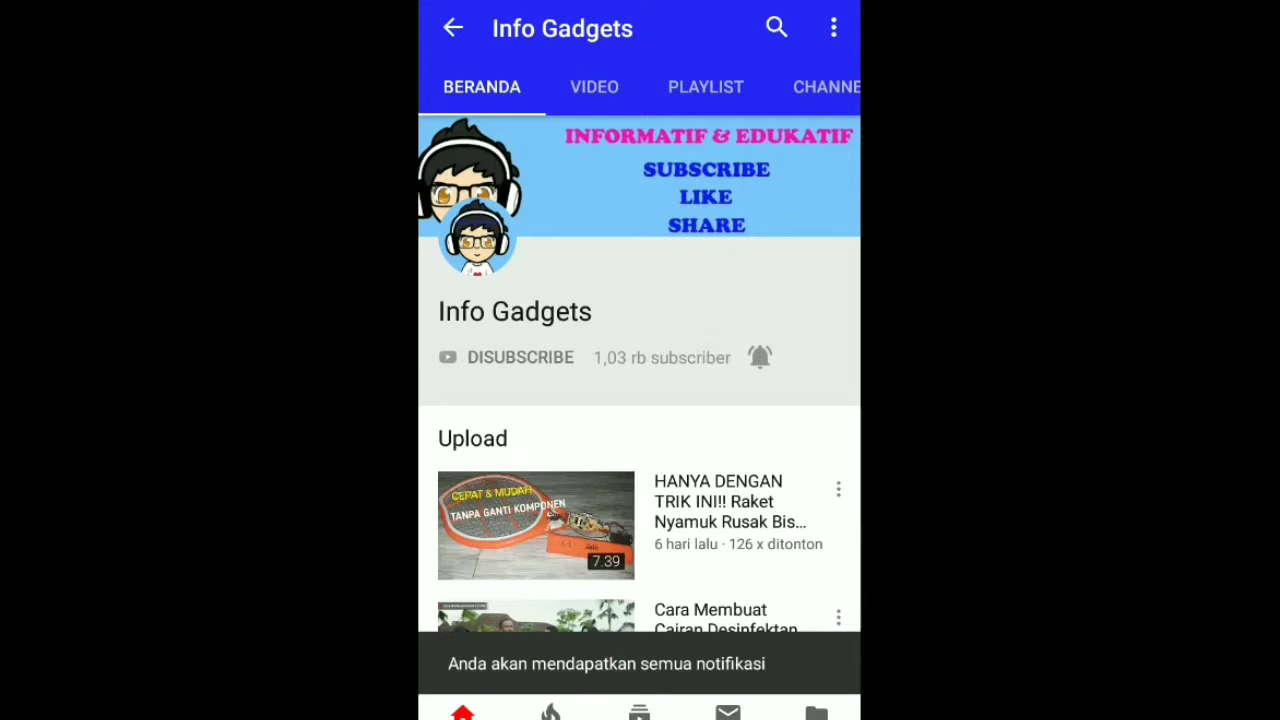 Info Gadgets
BERANDA VIDEO PLAYLIST CHANNE
INFORMATIF & EDUKATIF
SUBSCRIBE
LIKE
SHARE
Info Gadgets
DISUBSCRIBE 1,03 rb subscriber
Upload
CEPAT & MUDAH
TANPA GANTI KOMPONEN
7.39
HANYA DENGAN
TRIK INI!! Raket
Nyamuk Rusak Bis...
6 hari lalu · 126 x ditonton
Cara Membuat
Cairan Desinfektan
Anda akan mendapatkan semua notifikasi